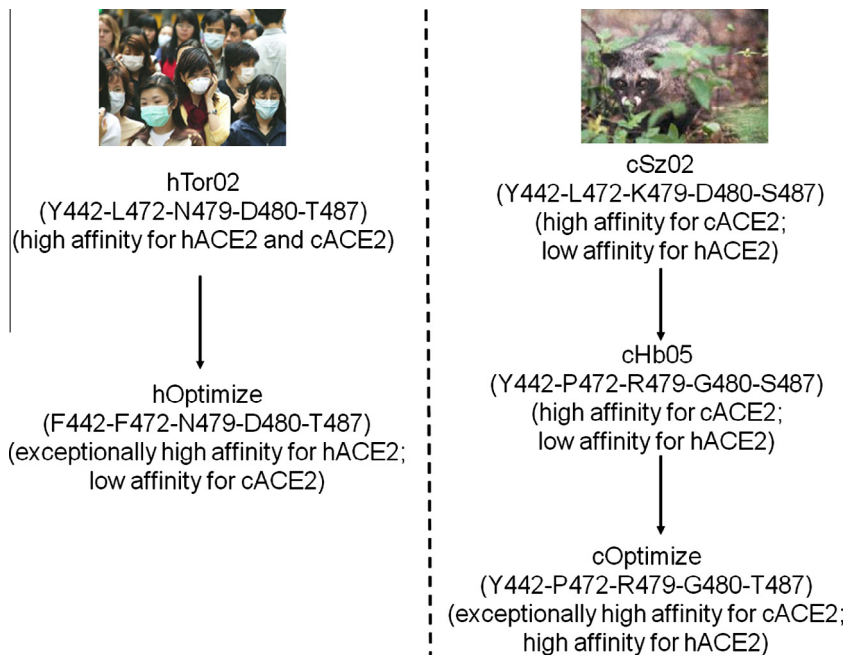 hTor02
(Y442-L472-N479-D480-T487)
(high affinity for hACE2 and cACE2)
hOptimize
(F442-F472-N479-D480-T487)
(exceptionally high affinity for hACE2;
low affinity for cACE2)
cSz02
(Y442-L472-K479-D480-S487)
(high affinity for cACE2;
low affinity for hACE2)
cHb05
(Y442-P472-R479-G480-S487)
(high affinity for cACE2;
low affinity for hACE2)
cOptimize
(Y442-P472-R479-G480-T487)
(exceptionally high affinity for cACE2;
high affinity for hACE2)